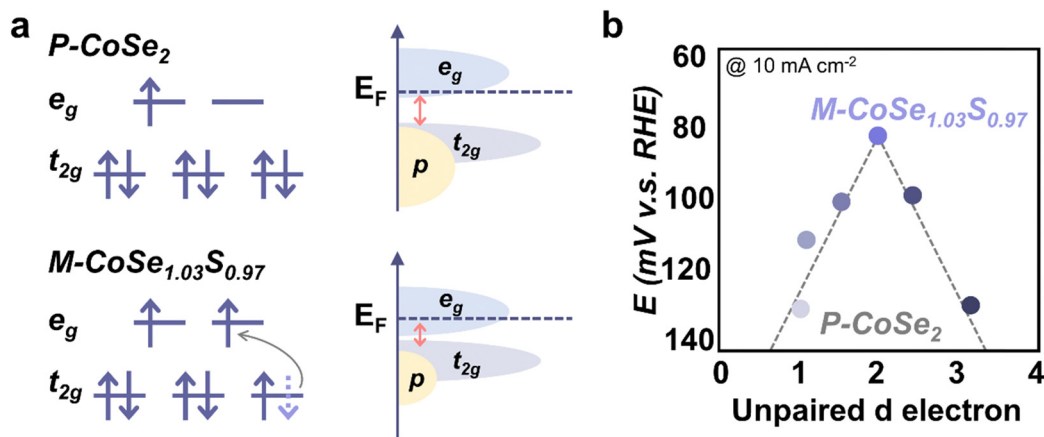 a
P-CoSe2
eg
t2g
EF
eg
t2g
p
M-CoSe1.03S0.97
eg
t2g
EF
eg
t2g
p
b
@ 10 mA cm-2
M-CoSe1.03S0.97
P-CoSe2
E (mV v.s. RHE)
60
80
100
120
140
0 1 2 3 4
Unpaired d electron